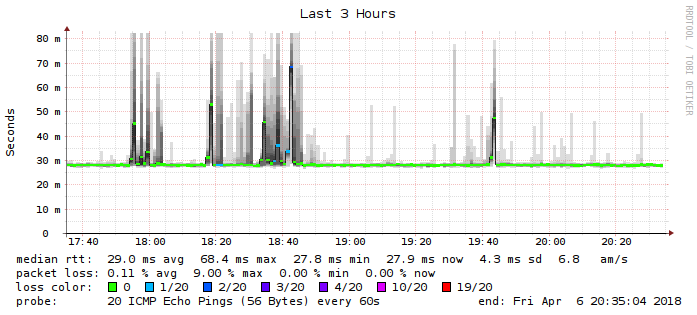 Last 3 Hours
RRDTOOL / TOBI OETIKER
Seconds
80 m
70 m
60 m
50 m
40 m
30 m
20 m
10 m
0
17:40 18:00 18:20 18:40 19:00 19:20 19:40 20:00 20:20
median rtt: 29.0 ms avg 68.4 ms max 27.8 ms min 27.9 ms now 4.3 ms sd 6.8 am/s
packet loss: 0.11 % avg 9.00 % max 0.00 % min 0.00 % now
loss color: 0 1/20 2/20 3/20 4/20 10/20 19/20
probe: 20 ICMP Echo Pings (56 Bytes) every 60s end: Fri Apr 6 20:35:04 2018